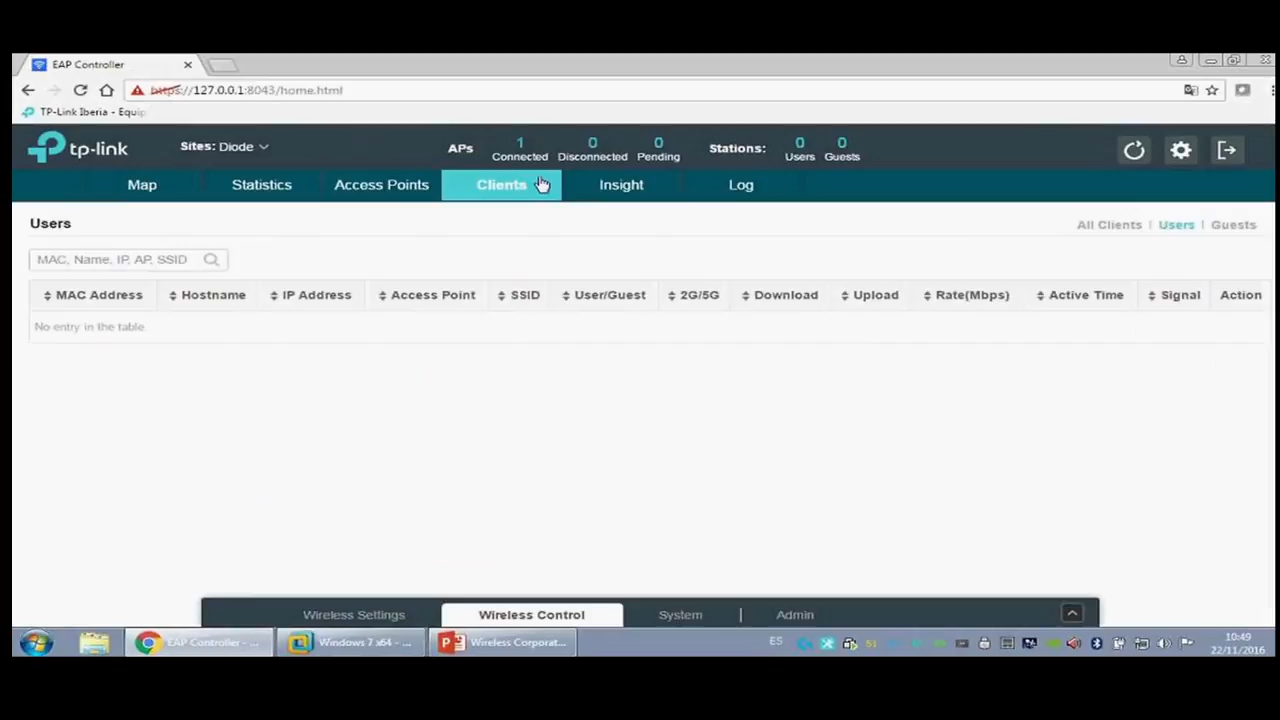 EAP Controller
https://127.0.0.1:8043/home.html
TP-Link Iberia - Equip
tp-link
Sites: Diode
APs
1
Connected
0
Disconnected
0
Pending
Stations:
0
Users
0
Guests
Map
Statistics
Access Points
Clients
Insight
Log
Users
All Clients | Users | Guests
MAC, Name, IP, AP, SSID
MAC Address
Hostname
IP Address
Access Point
SSID
User/Guest
2G/5G
Download
Upload
Rate(Mbps)
Active Time
Signal
Action
No entry in the table.
Wireless Settings
Wireless Control
System
Admin
EAP Controller - ...
Windows 7 x64 - ...
Wireless Corporat...
ES
10:49
22/11/2016